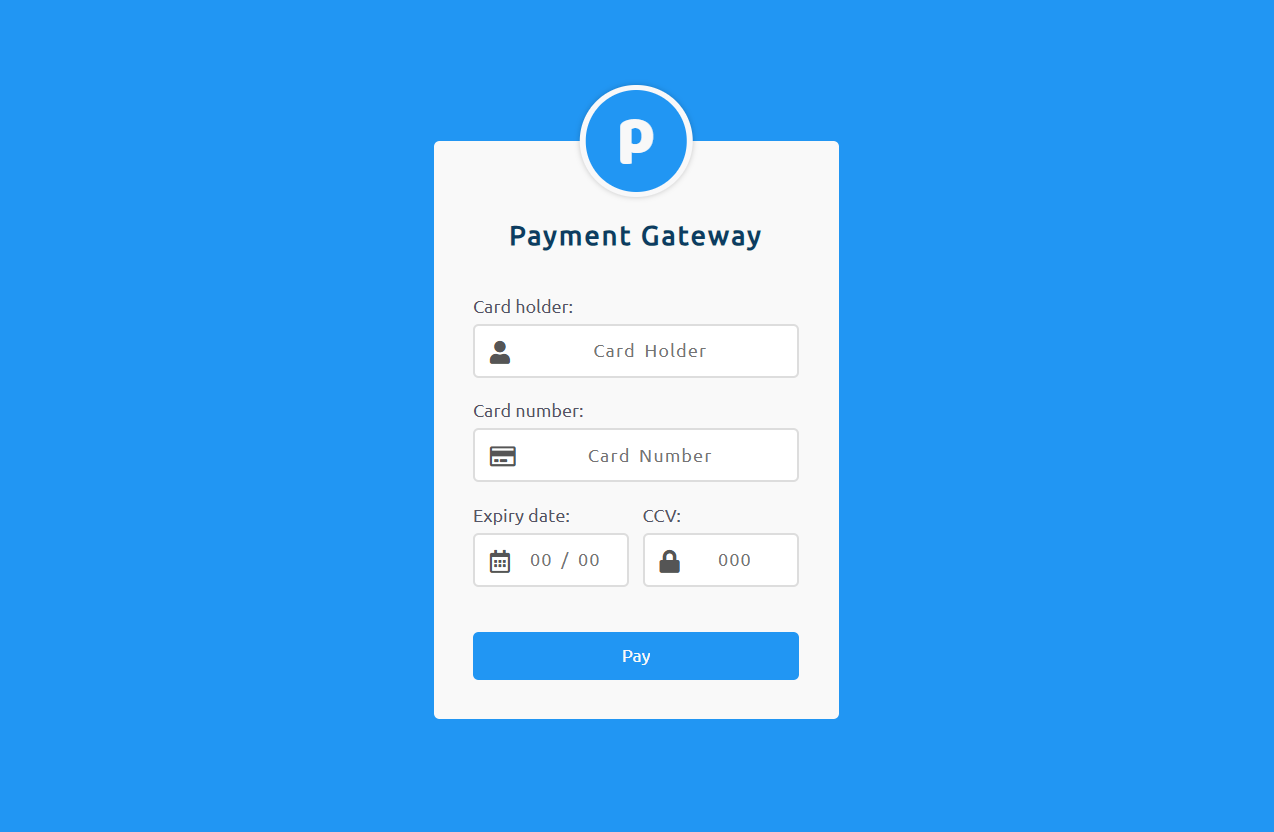 p
Payment Gateway
Card holder:
Card Holder
Card number:
Card Number
Expiry date: CCV:
00 / 00 000
Pay